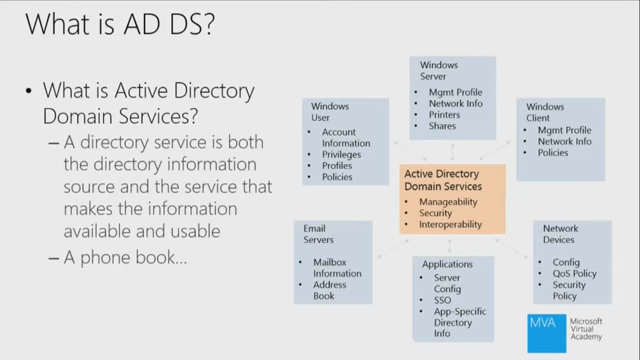 What is AD DS?
• What is Active Directory
Domain Services?
– A directory service is both
the directory information
source and the service that
makes the information
available and usable
– A phone book...
Windows
Server
• Mgmt Profile
• Network Info
• Printers
• Shares
Windows
User
• Account
Information
• Privileges
• Profiles
• Policies
Windows
Client
• Mgmt Profile
• Network Info
• Policies
Active Directory
Domain Services
• Manageability
• Security
• Interoperability
Email
Servers
• Mailbox
Information
• Address
Book
Applications
• Server
Config
• SSO
• App-Specific
Directory
Info
Network
Devices
• Config
• QoS Policy
• Security
Policy
MVA
Microsoft
Virtual
Academy